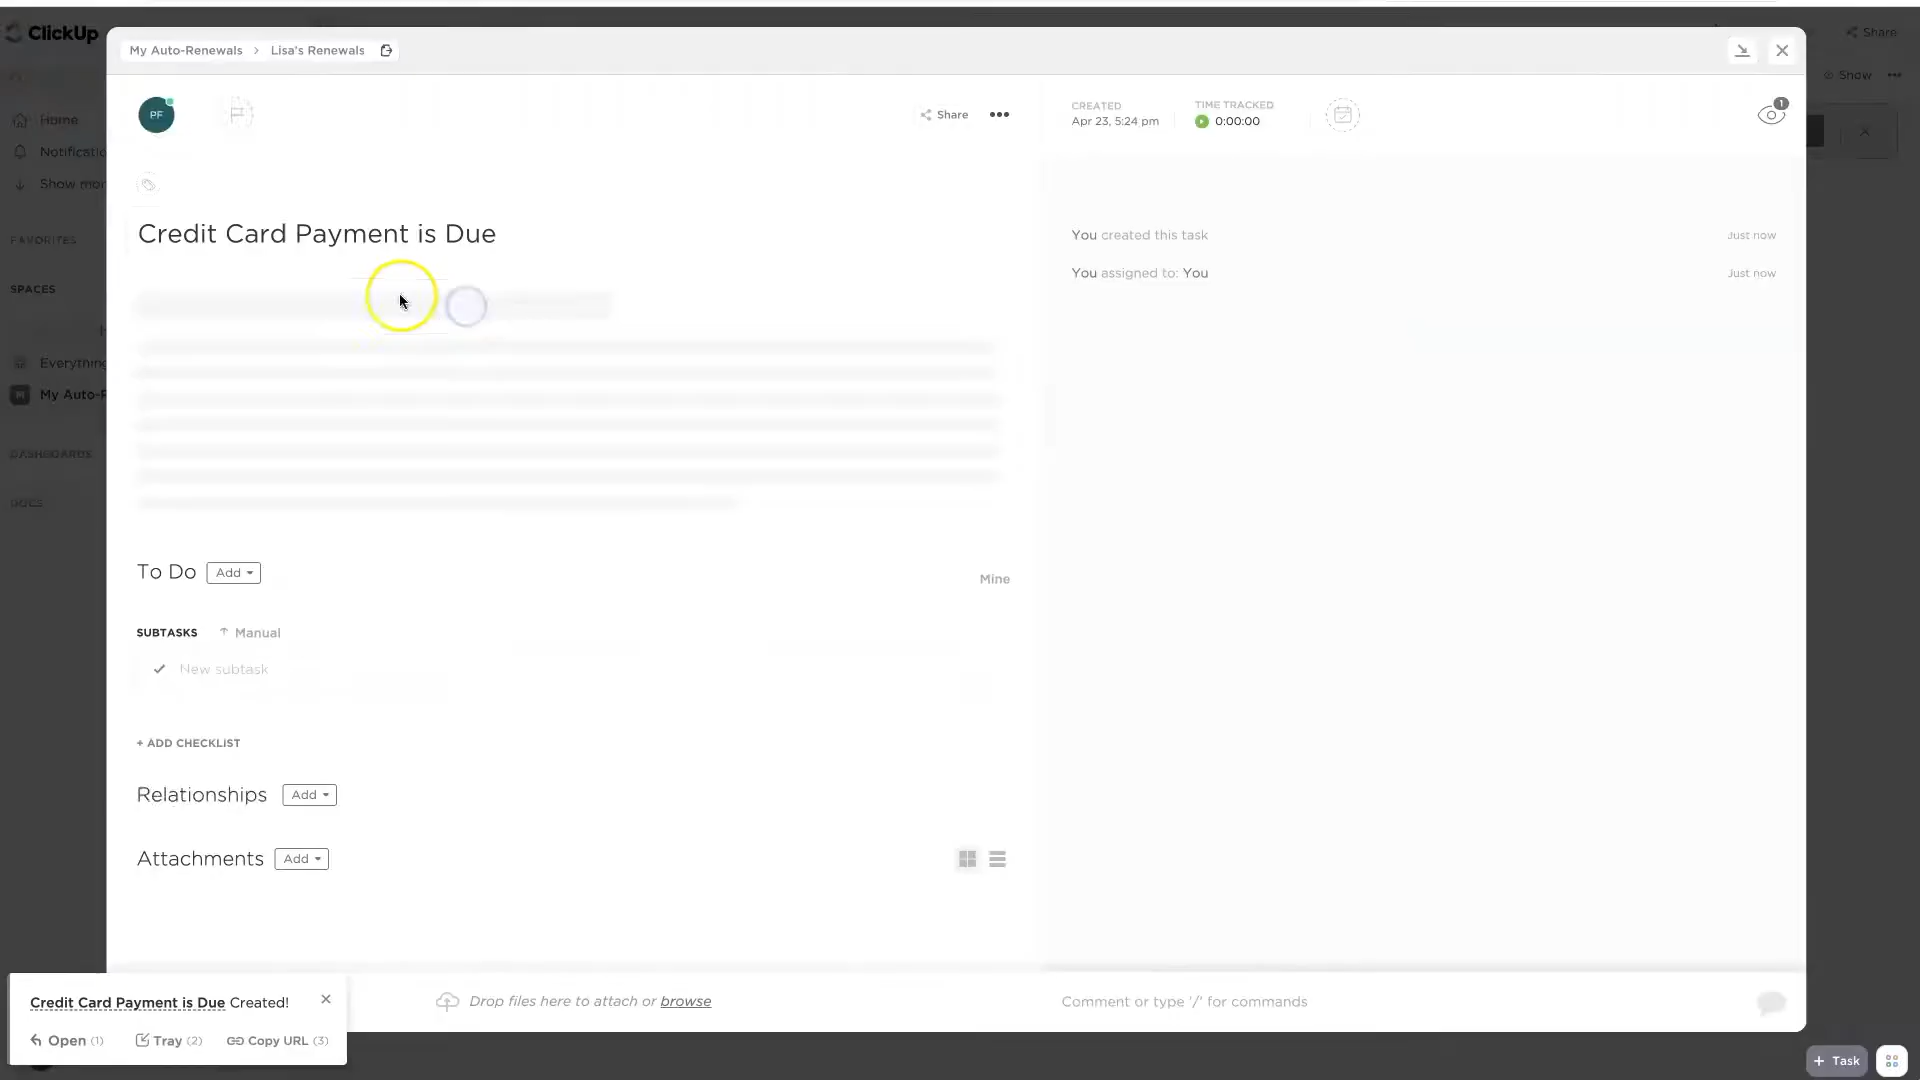 ClickUp
My Auto-Renewals > Lisa's Renewals
Share
Show
PF
Share
CREATED
Apr 23, 5:24 pm
TIME TRACKED
0:00:00
1
Home
Notificatio
Show mor
FAVORITES
SPACES
Everything
My Auto-R
DASHBOARDS
DOCS
Credit Card Payment is Due
You created this task
Just now
You assigned to: You
Just now
To Do
Add
Mine
SUBTASKS
Manual
New subtask
+ ADD CHECKLIST
Relationships
Add
Attachments
Add
Drop files here to attach or browse
Comment or type '/' for commands
Credit Card Payment is Due Created!
Open (1)
Tray (2)
Copy URL (3)
+ Task